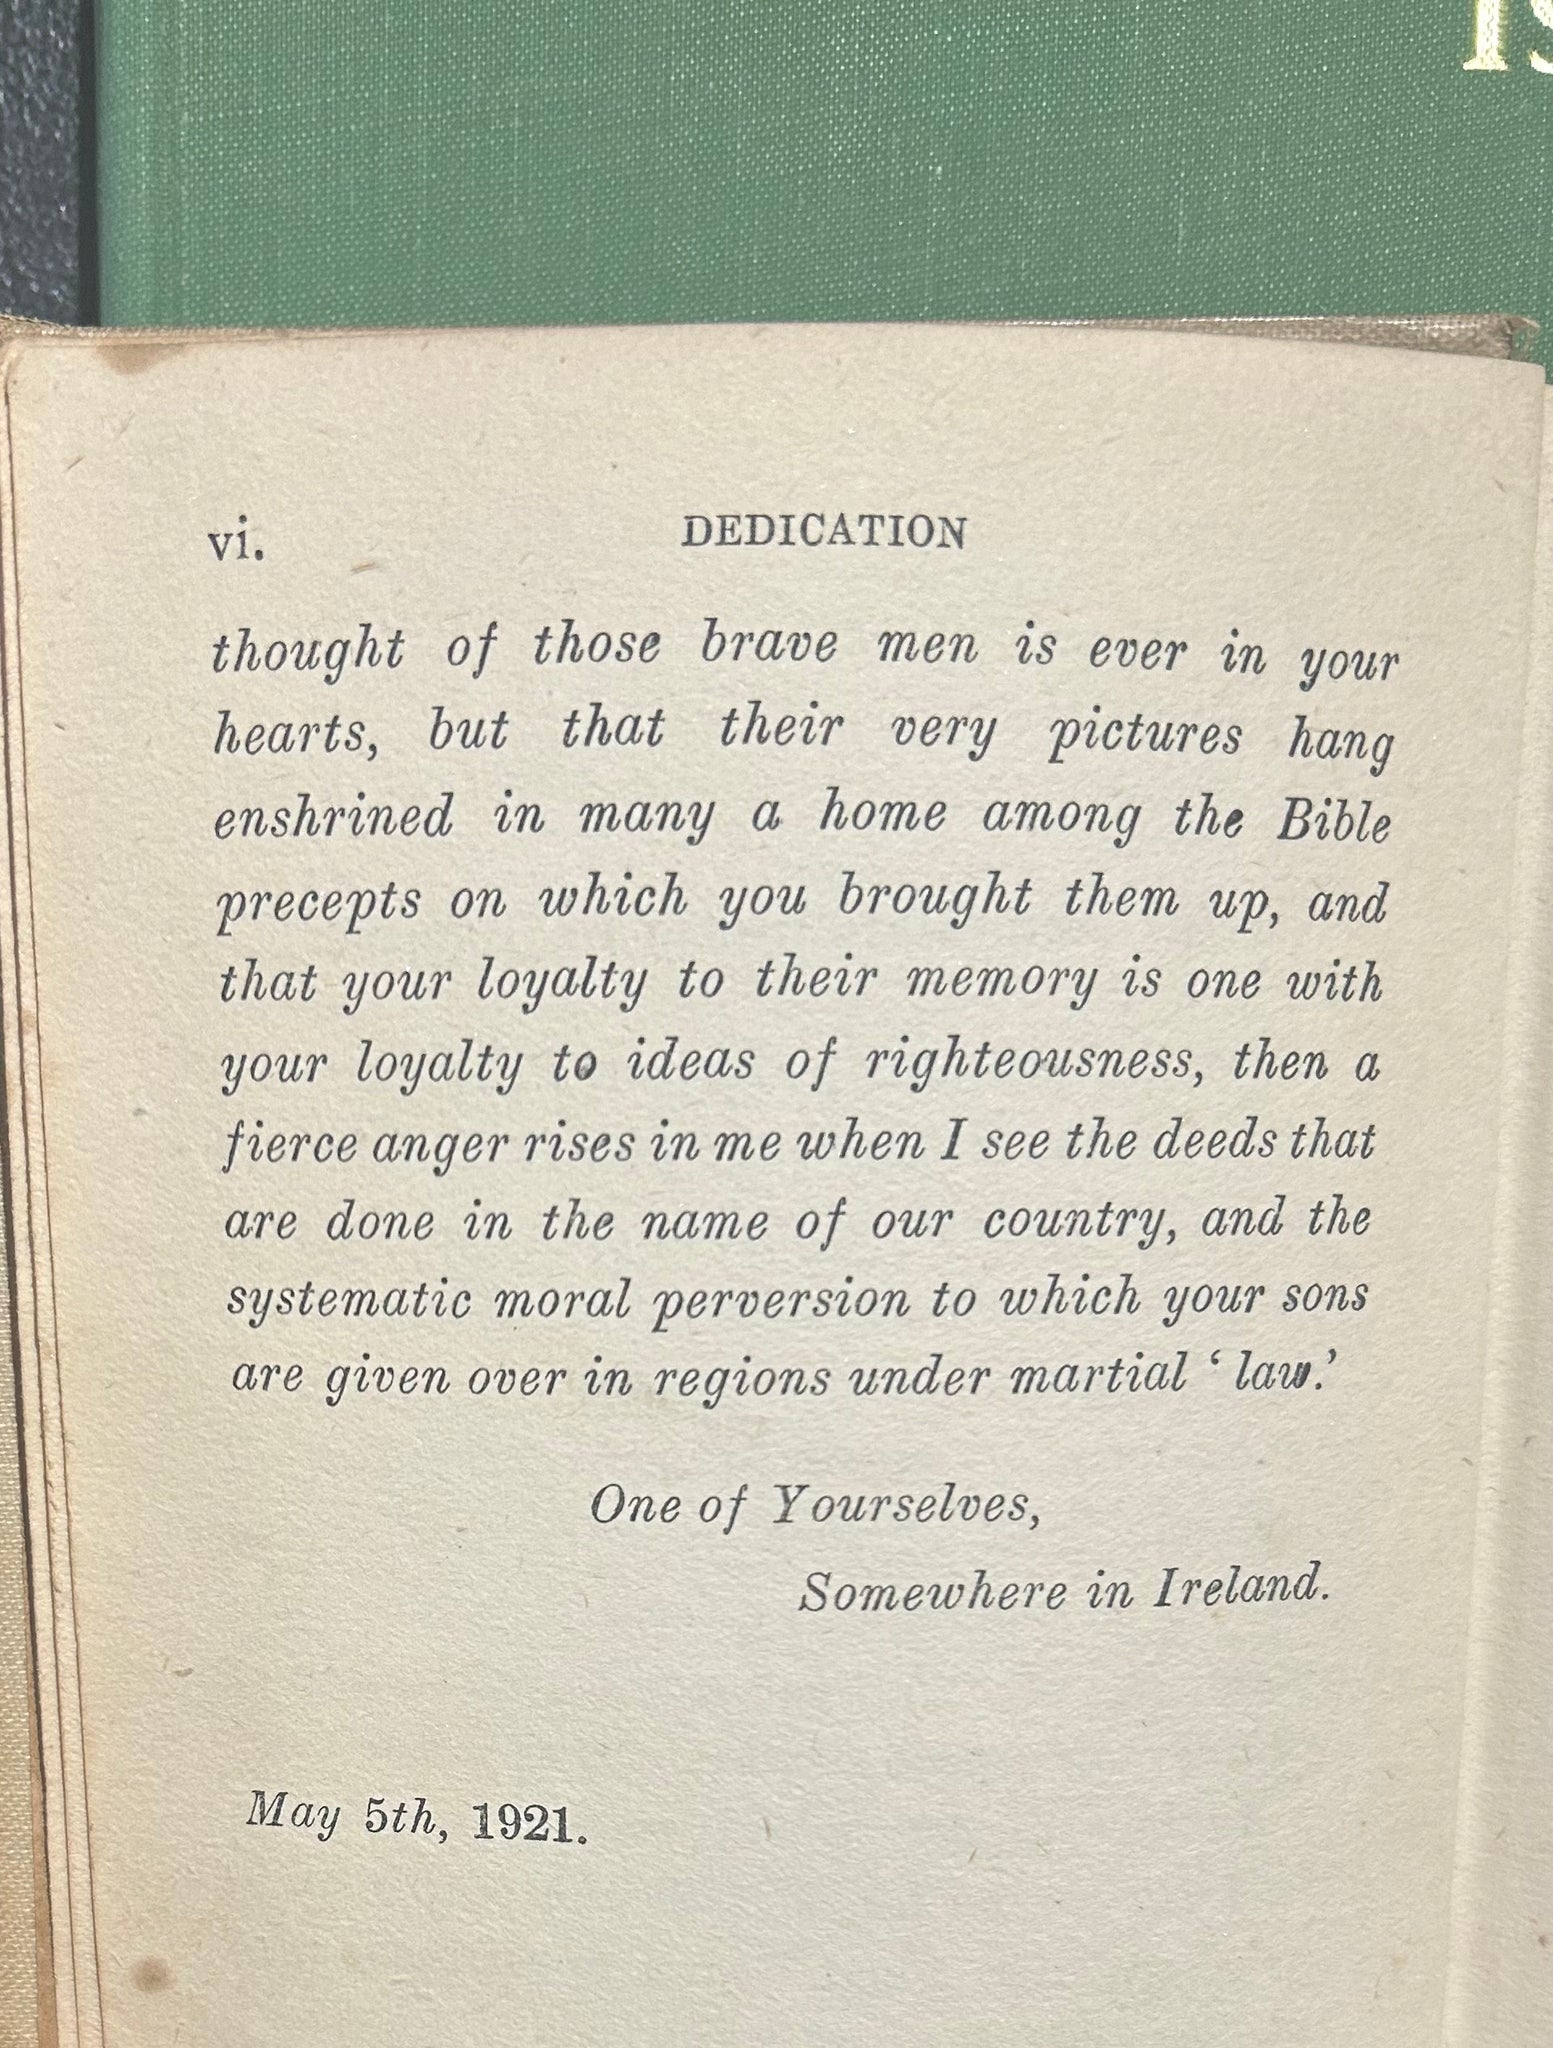 vi. DEDICATION
thought of those brave men is ever in your
hearts, but that their very pictures hang
enshrined in many a home among the Bible
precepts on which you brought them up, and
that your loyalty to their memory is one with
your loyalty to ideas of righteousness, then a
fierce anger rises in me when I see the deeds that
are done in the name of our country, and the
systematic moral perversion to which your sons
are given over in regions under martial ‘ law.’
One of Yourselves,
Somewhere in Ireland.
May 5th, 1921.